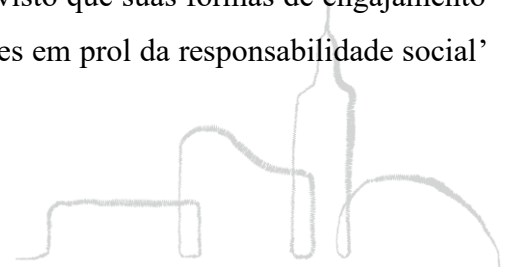 visto que suas formas de engajamento
es em prol da responsabilidade social’